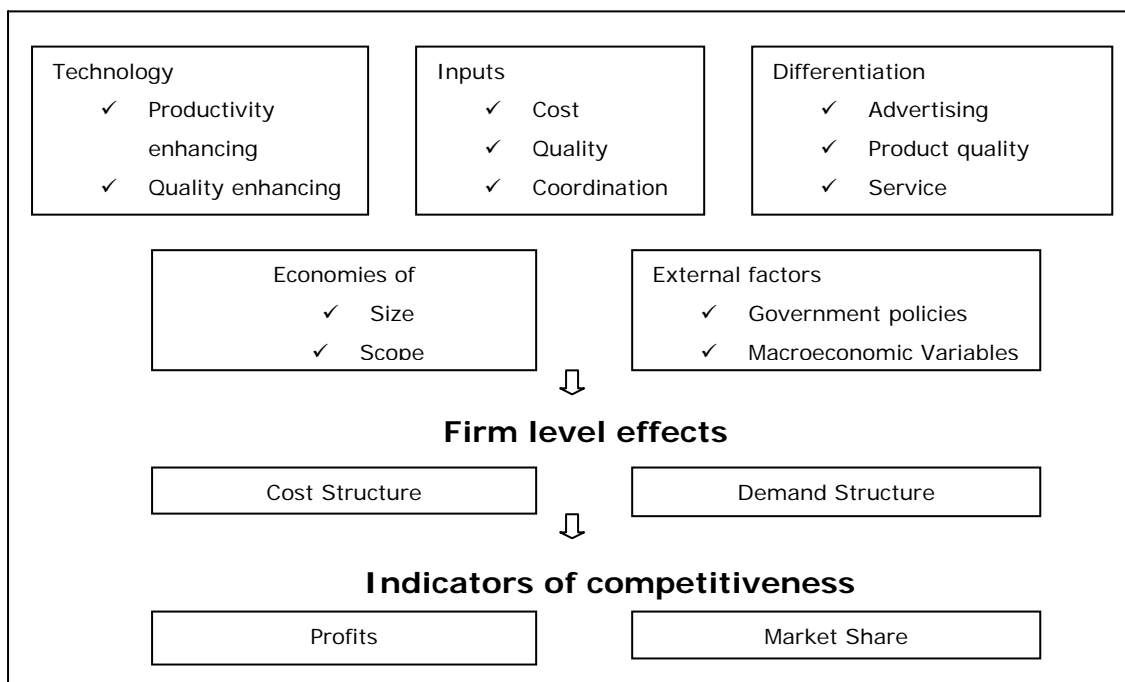 Technology
✓ Productivity
enhancing
✓ Quality enhancing
Inputs
✓ Cost
✓ Quality
✓ Coordination
Differentiation
✓ Advertising
✓ Product quality
✓ Service
Economies of
✓ Size
✓ Scope
External factors
✓ Government policies
✓ Macroeconomic Variables
Firm level effects
Cost Structure
Demand Structure
Indicators of competitiveness
Profits
Market Share